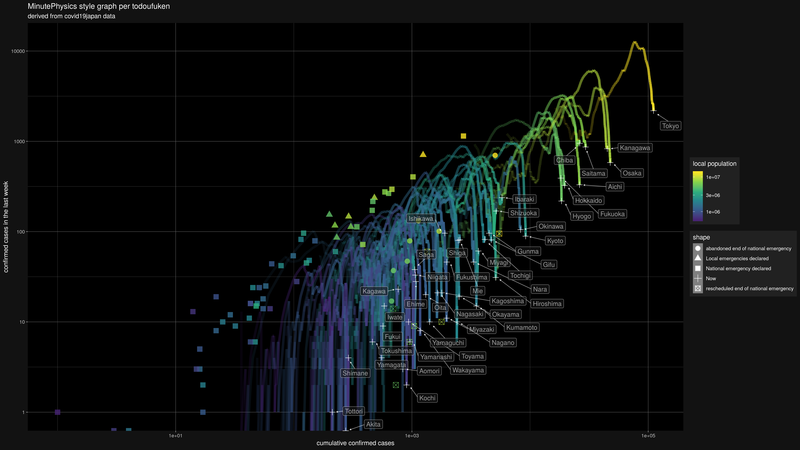 MinutePhysics style graph per todoufuken
derived from covid19japan data
confirmed cases in the last week
10000
1000
100
10
1
1e+01
1e+03
1e+05
cumulative confirmed cases
Tokyo
Kanagawa
Chiba
Saitama
Osaka
Aichi
Ibaraki
Hokkaido
Shizuoka
Hyogo
Fukuoka
Ishikawa
Okinawa
Kyoto
Saga
Shiga
Gunma
Miyagi
Gifu
Niigata
Fukushima
Tochigi
Kagawa
Mie
Nara
Ehime
Oita
Kagoshima
Hiroshima
Iwate
Nagasaki
Okayama
Miyazaki
Kumamoto
Fukui
Yamaguchi
Nagano
Tokushima
Yamanashi
Toyama
Yamagata
Aomori
Wakayama
Shimane
Kochi
Tottori
Akita
local population
1e+07
3e+06
1e+06
shape
abandoned end of national emergency
Local emergencies declared
National emergency declared
Now
rescheduled end of national emergency